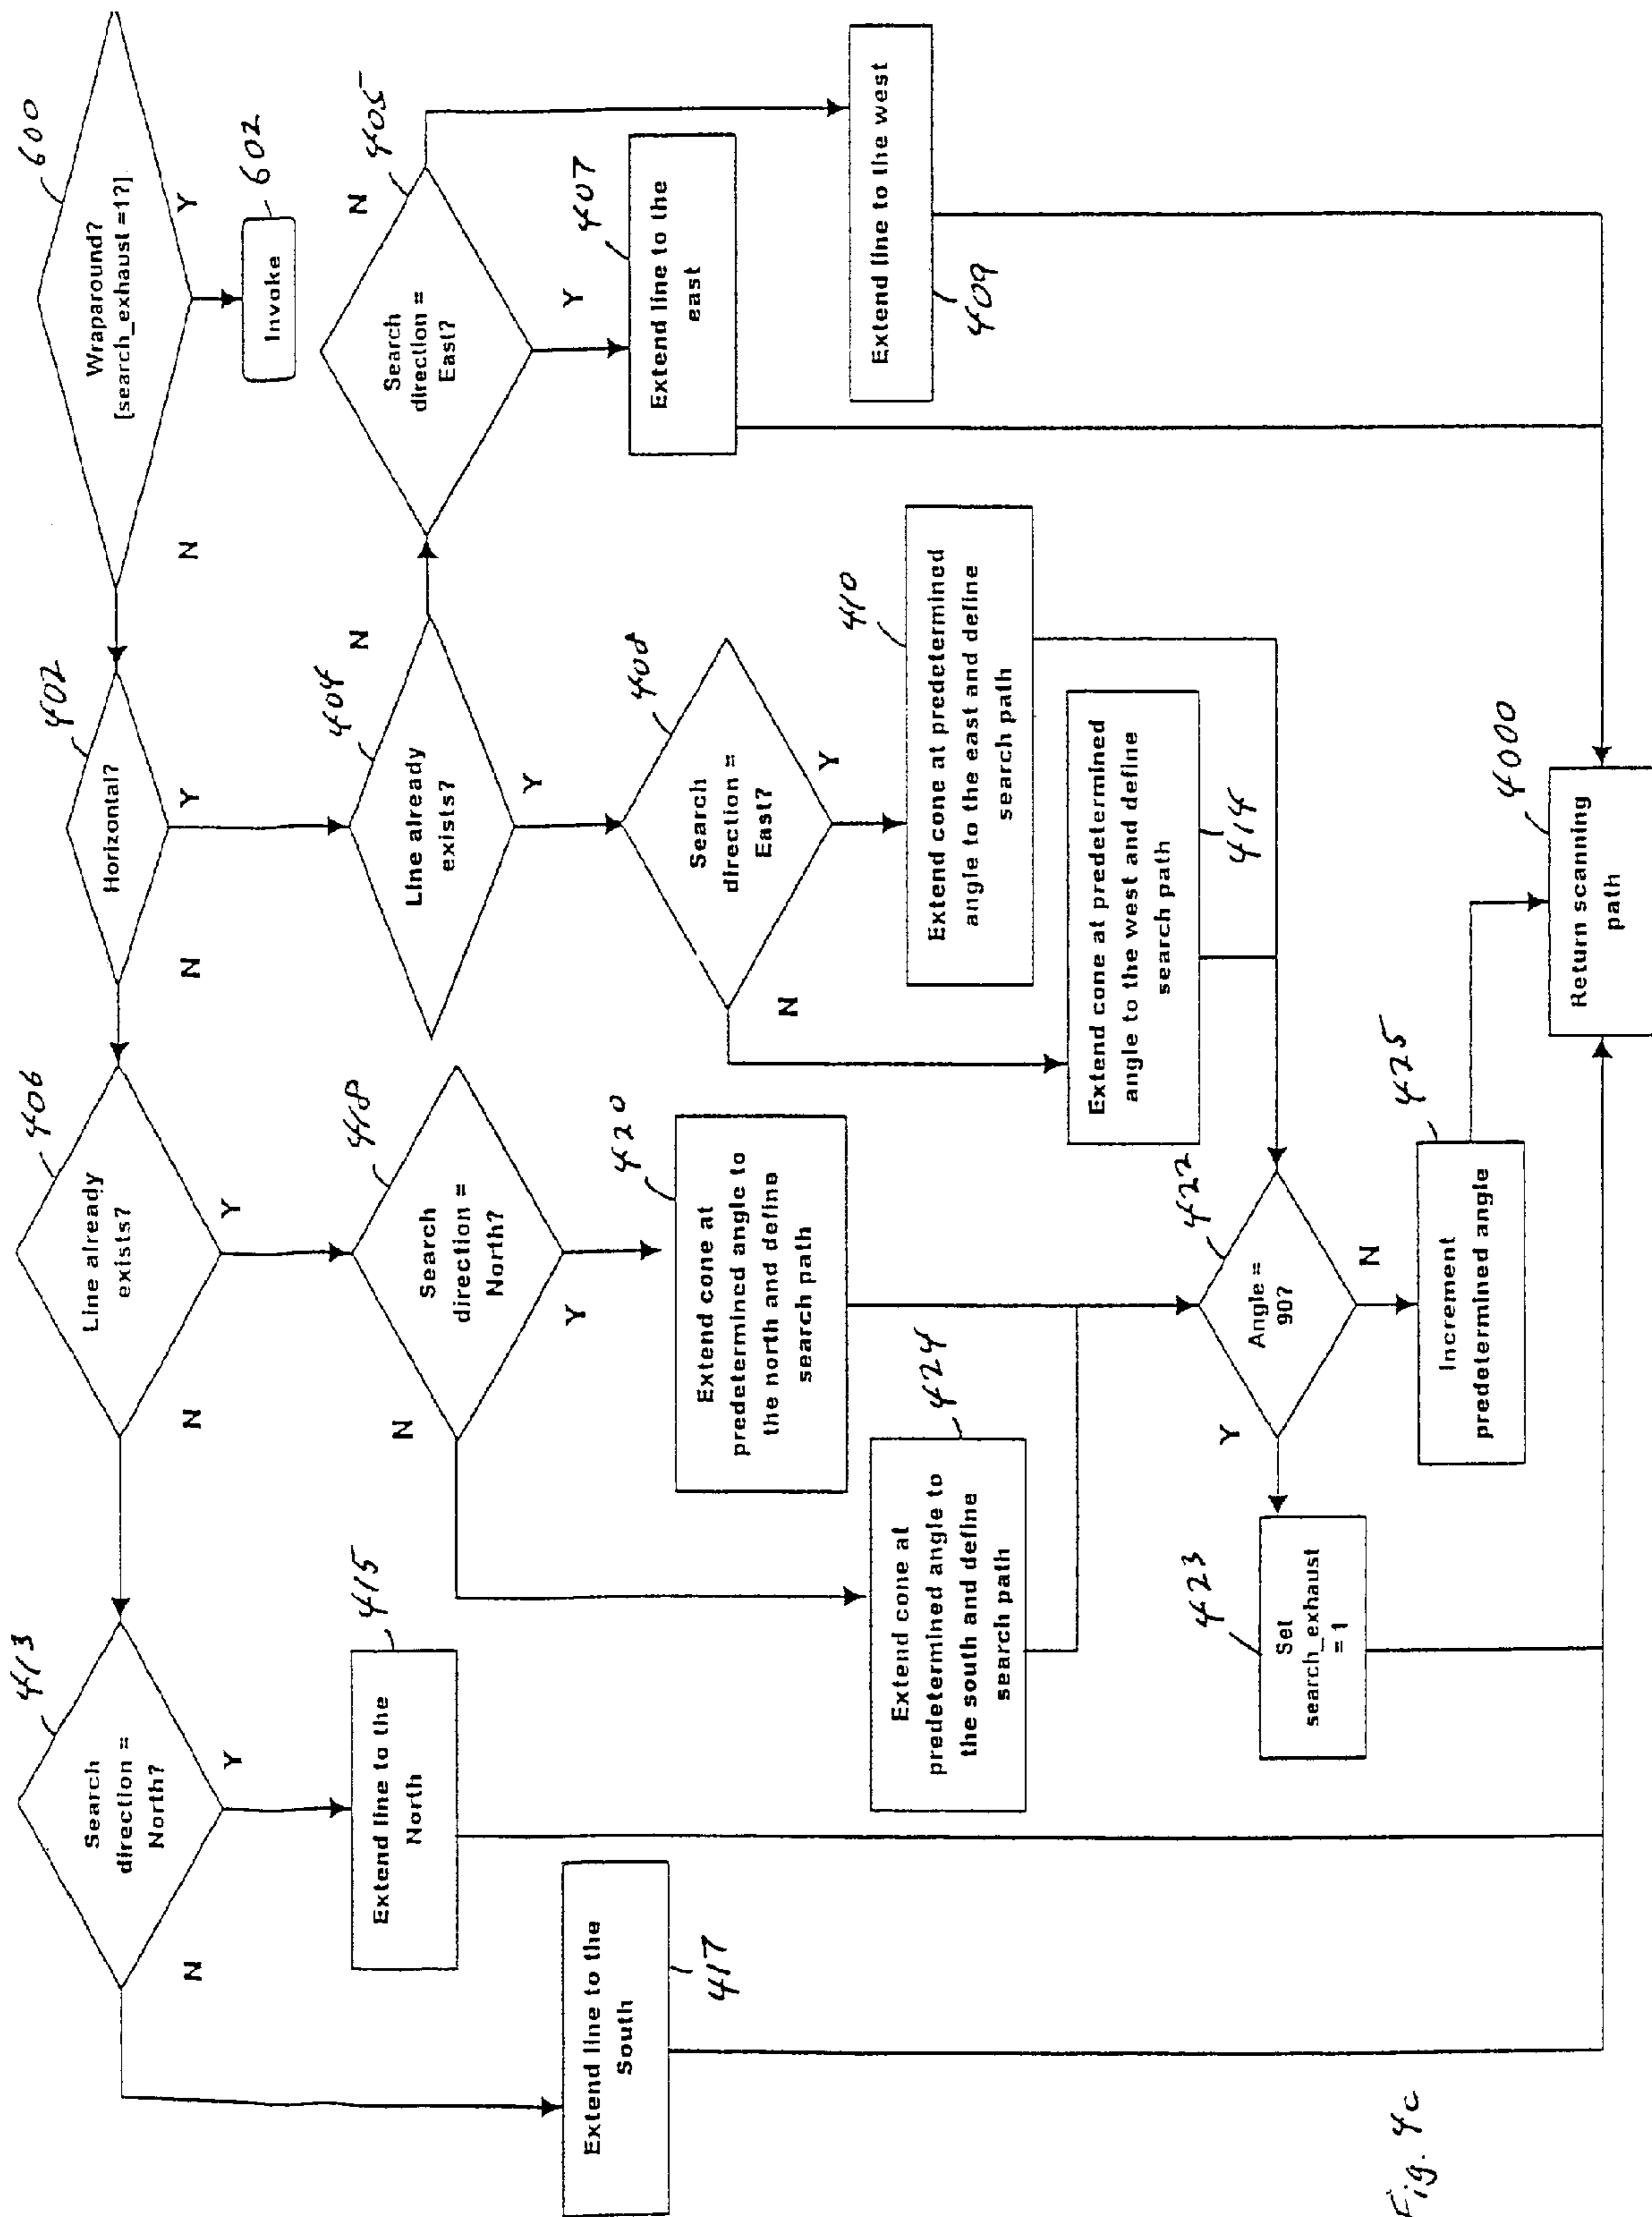 413
406
402
600
Search
direction =
North?
Line already
exists?
Horizontal?
Wraparound?
[search_exhaust =1?]
N
Y
N
Y
N
Y
N
Y
602
Invoke
415
418
404
405
Extend line to the
North
Search
direction =
North?
Line already
exists?
Search
direction =
East?
N
Y
N
Y
N
Y
Extend line to the
South
417
420
408
407
Extend cone at
predetermined angle to
the north and define
search path
Search
direction =
East?
N
Y
Extend line to the
east
424
410
Extend cone at
predetermined angle to
the south and define
search path
Extend cone at predetermined
angle to the east and define
search path
Extend line to the west
409
Extend cone at predetermined
angle to the west and define
search path
414
423
422
Set
search_exhaust
= 1
Y
Angle =
90?
N
425
Increment
predetermined angle
4000
Return scanning
path
Fig. 4c